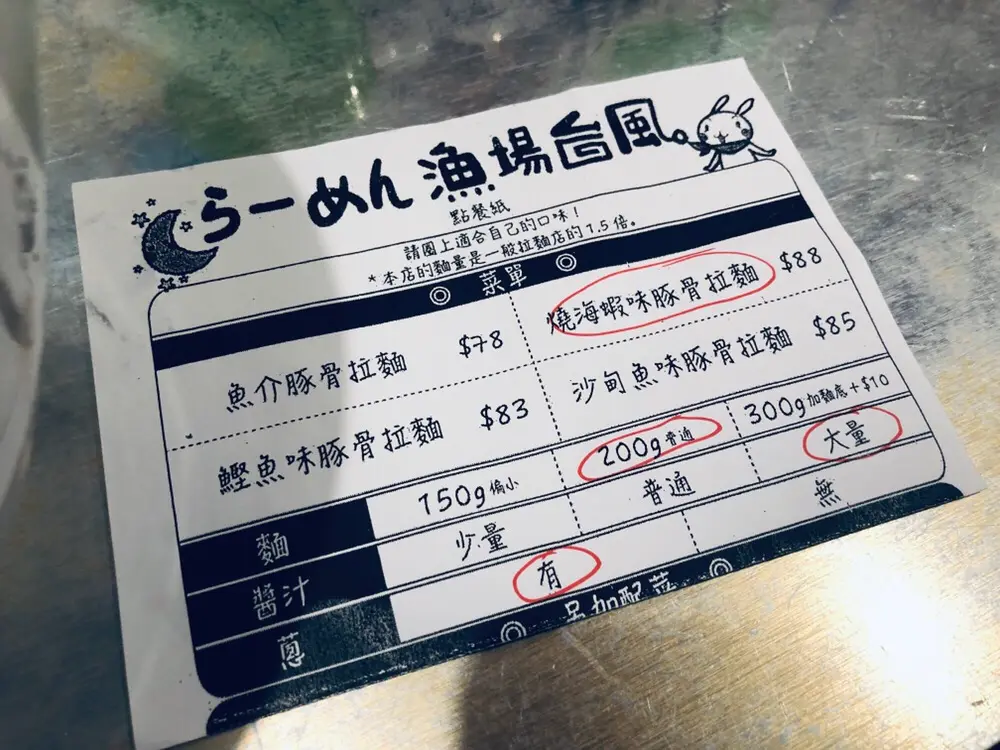 らーめん 漁場台風
點餐紙
請圈上適合自己的口味！
*本店的麵量是一般拉麵店的1.5倍。
◎ 菜單 ◎
魚介豚骨拉麵 $78 燒海蝦味豚骨拉麵 $88
鰹魚味豚骨拉麵 $83 沙甸魚味豚骨拉麵 $85
麵 150g偏小 200g普通 300g加麵底+$10
醬汁 少量 普通 大量
蔥 有 無
◎ 另加配菜 ◎